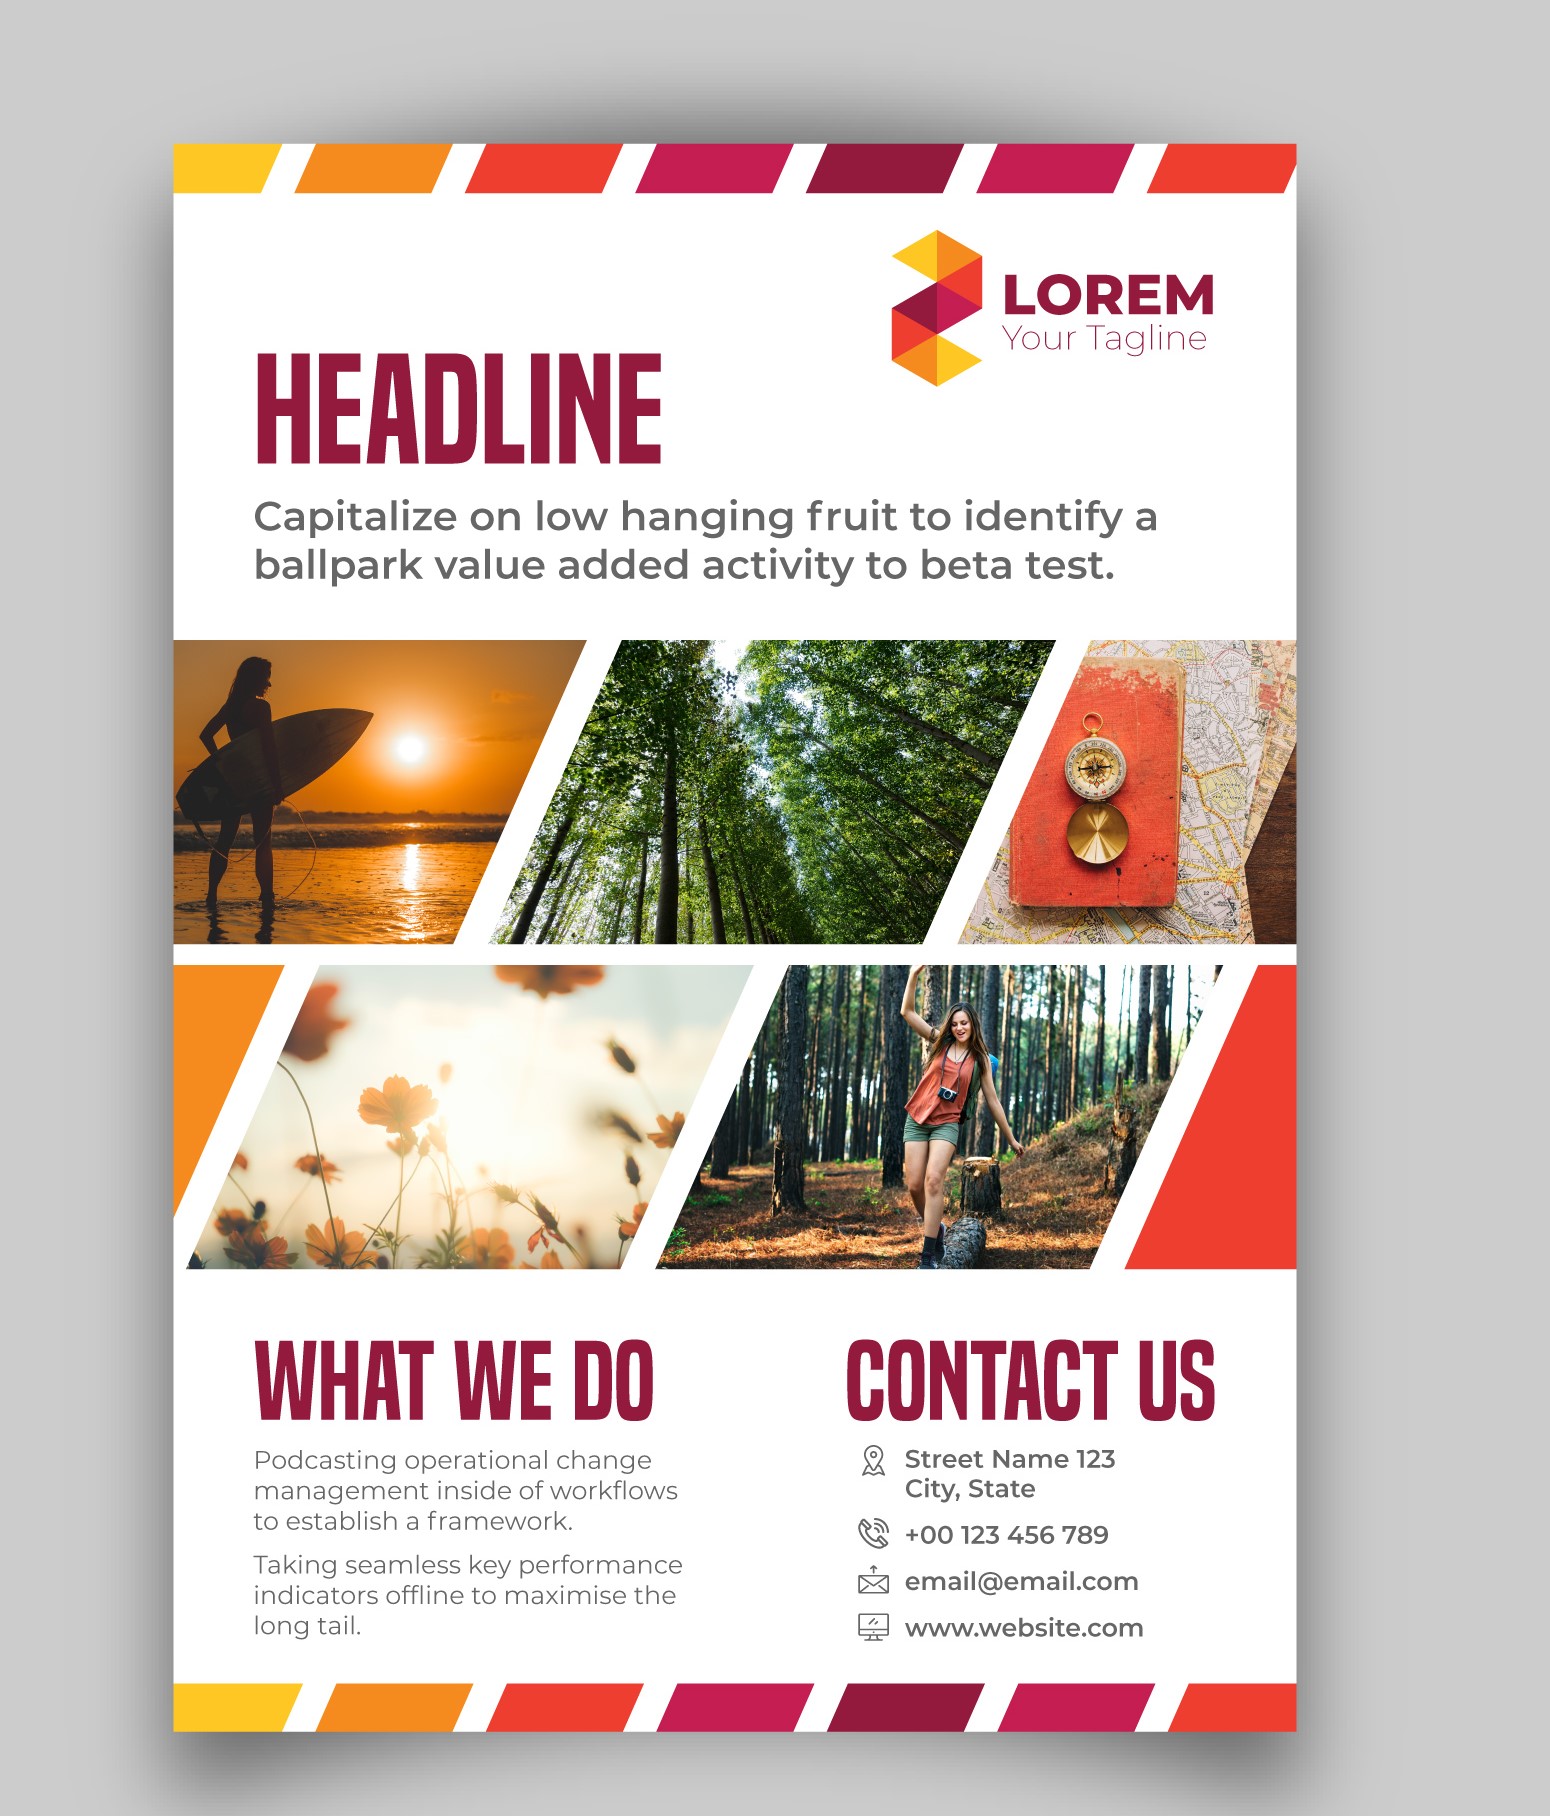 LOREM
Your Tagline
HEADLINE
Capitalize on low hanging fruit to identify a
ballpark value added activity to beta test.
WHAT WE DO
Podcasting operational change
management inside of workflows
to establish a framework.
Taking seamless key performance
indicators offline to maximise the
long tail.
CONTACT US
Street Name 123
City, State
+00 123 456 789
email@email.com
www.website.com